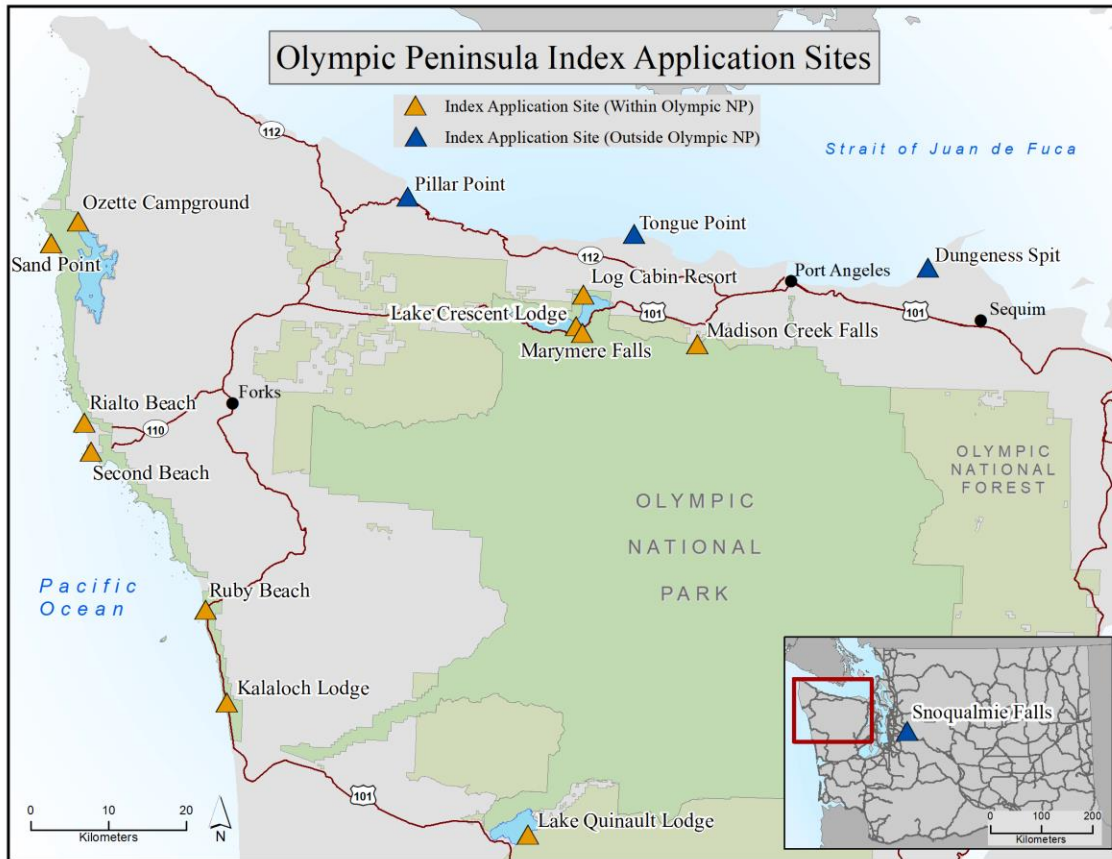 Olympic Peninsula Index Application Sites
Index Application Site (Within Olympic NP)
Index Application Site (Outside Olympic NP)
Strait of Juan de Fuca
112
Pillar Point
Ozette Campground
Sand Point
Tongue Point
112
Log Cabin Resort
Port Angeles
Dungeness Spit
Lake Crescent Lodge
101
101
Sequim
Marymere Falls
Madison Creek Falls
Forks
Rialto Beach
110
Second Beach
OLYMPIC
NATIONAL
FOREST
OLYMPIC
NATIONAL
PARK
Pacific
Ocean
Ruby Beach
Kalaloch Lodge
Snoqualmie Falls
101
Lake Quinault Lodge
0 10 20
Kilometers
N
0 100 200
Kilometers